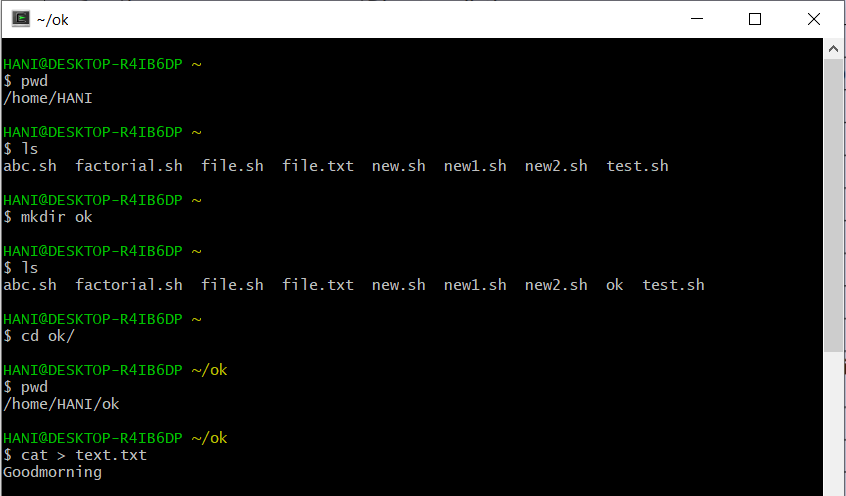 ~/ok
HANI@DESKTOP-R4IB6DP ~
$ pwd
/home/HANI
HANI@DESKTOP-R4IB6DP ~
$ ls
abc.sh  factorial.sh  file.sh  file.txt  new.sh  new1.sh  new2.sh  test.sh
HANI@DESKTOP-R4IB6DP ~
$ mkdir ok
HANI@DESKTOP-R4IB6DP ~
$ ls
abc.sh  factorial.sh  file.sh  file.txt  new.sh  new1.sh  new2.sh  ok  test.sh
HANI@DESKTOP-R4IB6DP ~
$ cd ok/
HANI@DESKTOP-R4IB6DP ~/ok
$ pwd
/home/HANI/ok
HANI@DESKTOP-R4IB6DP ~/ok
$ cat > text.txt
Goodmorning